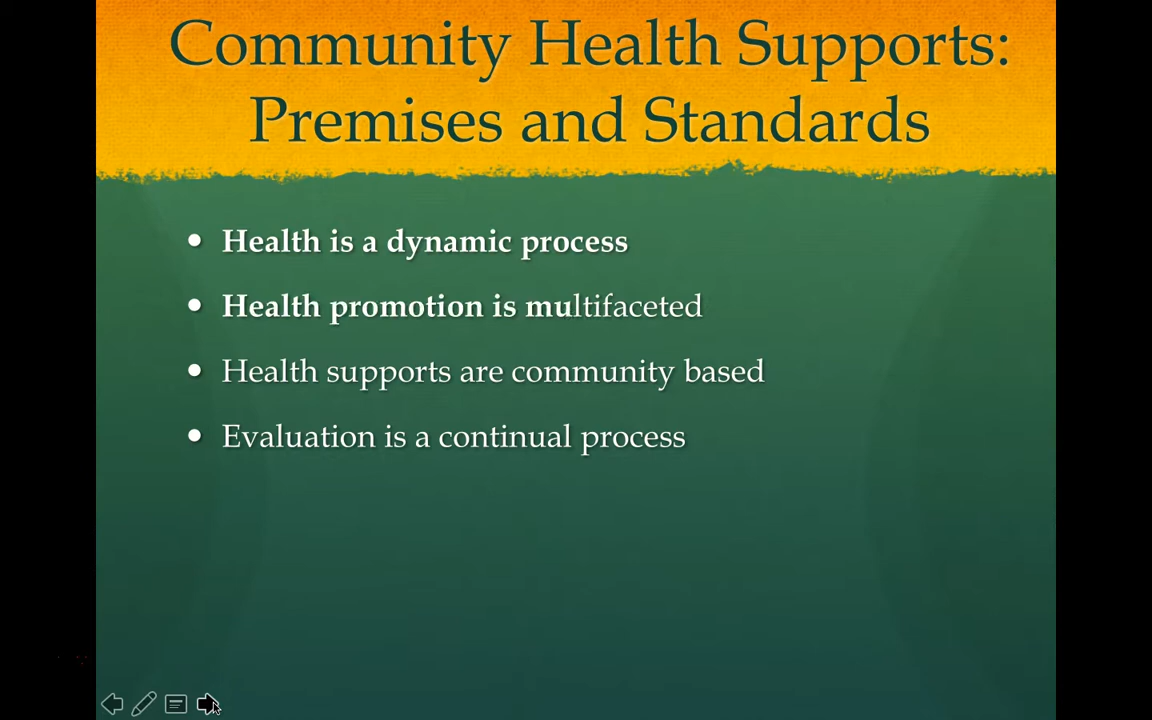 Community Health Supports:
Premises and Standards
• Health is a dynamic process
• Health promotion is multifaceted
• Health supports are community based
• Evaluation is a continual process